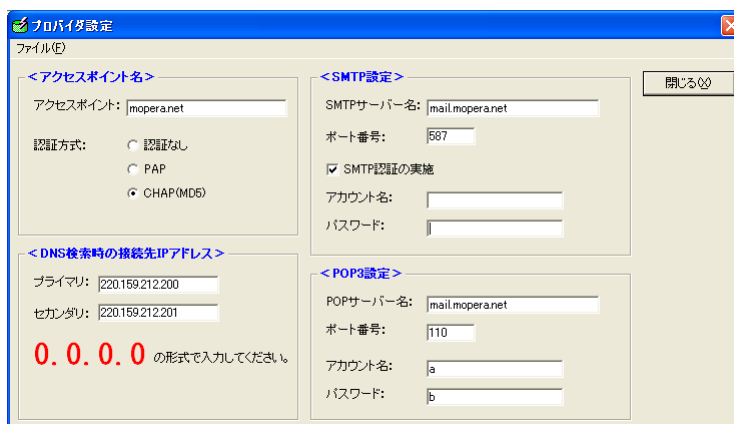 プロバイダ設定
ファイル(F)
<アクセスポイント名>
アクセスポイント: mopera.net
認証方式: 認証なし
PAP
CHAP(MD5)
<DNS検索時の接続先IPアドレス>
プライマリ: 220.159.212.200
セカンダリ: 220.159.212.201
0.0.0.0 の形式で入力してください。
<SMTP設定>
SMTPサーバー名: mail.mopera.net
ポート番号: 587
SMTP認証の実施
アカウント名:
パスワード:
<POP3設定>
POPサーバー名: mail.mopera.net
ポート番号: 110
アカウント名: a
パスワード: b
閉じる(X)